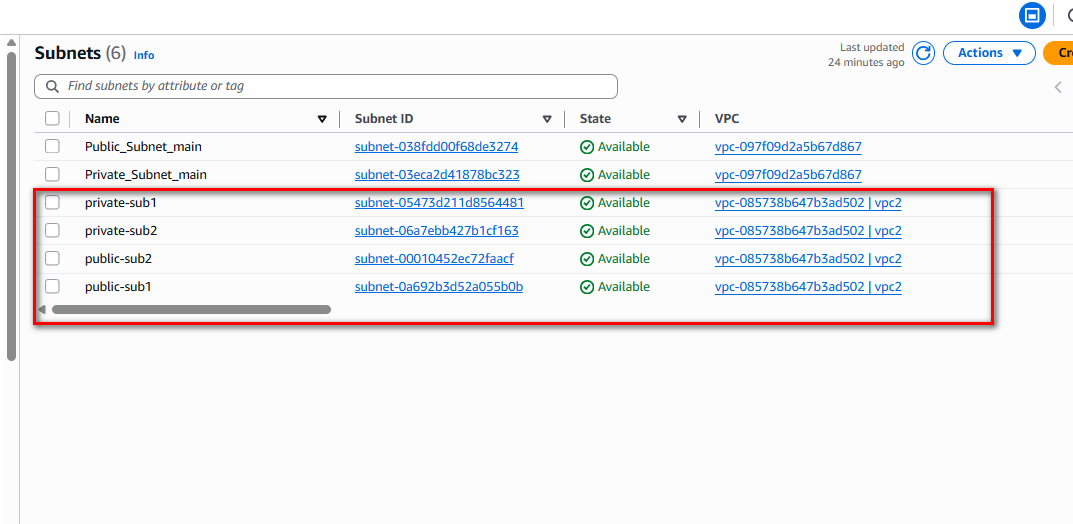 Subnets (6) Info
Last updated
24 minutes ago
Actions
Cr
Find subnets by attribute or tag
Name Subnet ID State VPC
Public_Subnet_main subnet-038fdd00f68de3274 Available vpc-097f09d2a5b67d867
Private_Subnet_main subnet-03eca2d41878bc323 Available vpc-097f09d2a5b67d867
private-sub1 subnet-05473d211d8564481 Available vpc-085738b647b3ad502 | vpc2
private-sub2 subnet-06a7ebb427b1cf163 Available vpc-085738b647b3ad502 | vpc2
public-sub2 subnet-00010452ec72faacf Available vpc-085738b647b3ad502 | vpc2
public-sub1 subnet-0a692b3d52a055b0b Available vpc-085738b647b3ad502 | vpc2